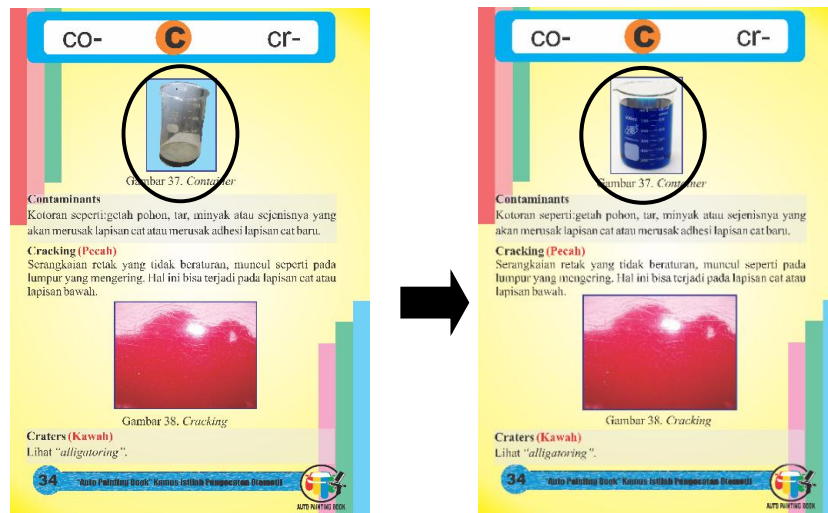 co- C cr-
Gambar 37. Container
Contaminants
Kotoran seperti:getah pohon, tar, minyak atau sejenisnya yang
akan merusak lapisan cat atau merusak adhesi lapisan cat baru.
Cracking (Pecah)
Serangkaian retak yang tidak beraturan, muncul seperti pada
lumpur yang mengering. Hal ini bisa terjadi pada lapisan cat atau
lapisan bawah.
Gambar 38. Cracking
Craters (Kawah)
Lihat "alligatoring".
34 "Auto Painting Book" Kamus Istilah Pengecatan Otomotif
AUTO PAINTING BOOK
co- C cr-
Gambar 37. Container
Contaminants
Kotoran seperti:getah pohon, tar, minyak atau sejenisnya yang
akan merusak lapisan cat atau merusak adhesi lapisan cat baru.
Cracking (Pecah)
Serangkaian retak yang tidak beraturan, muncul seperti pada
lumpur yang mengering. Hal ini bisa terjadi pada lapisan cat atau
lapisan bawah.
Gambar 38. Cracking
Craters (Kawah)
Lihat "alligatoring".
34 "Auto Painting Book" Kamus Istilah Pengecatan Otomotif
AUTO PAINTING BOOK